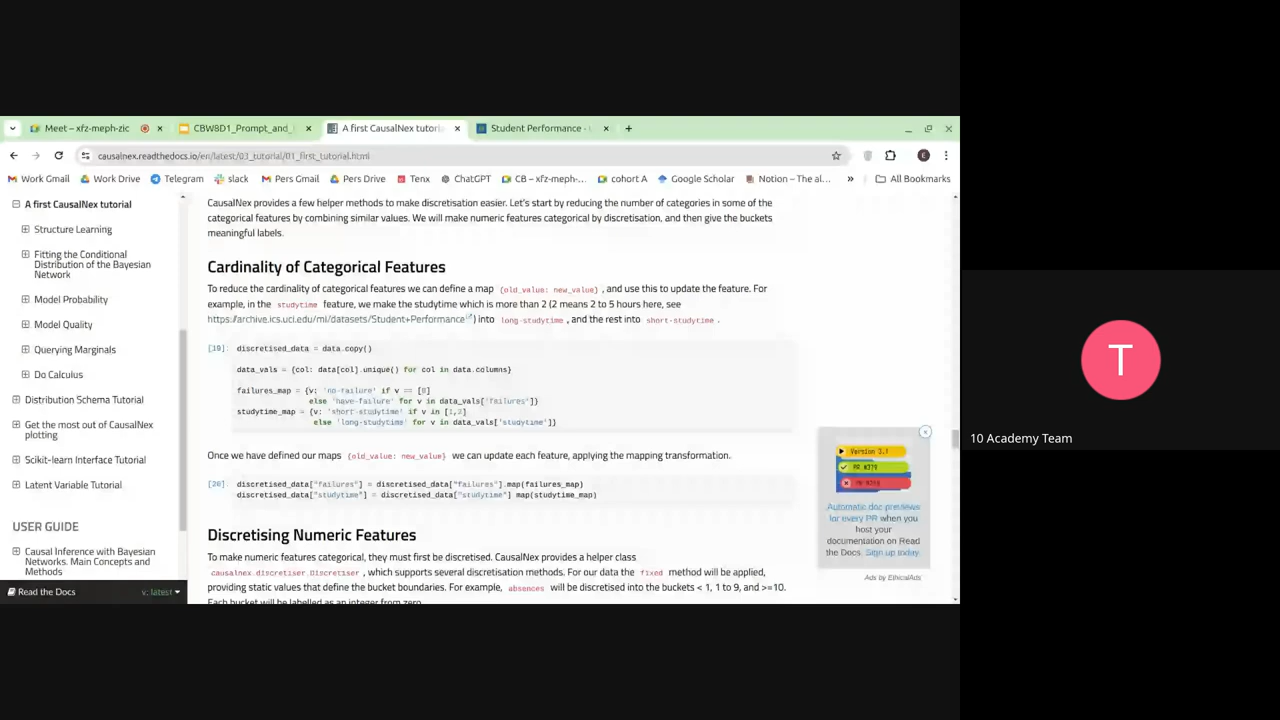 Meet – xfz-meph-zic
CBW8D1_Prompt_and_
A first CausalNex tutori
Student Performance -
causalnex.readthedocs.io/en/latest/03_tutorial/01_first_tutorial.html
E
Work Gmail
Work Drive
Telegram
slack
Pers Gmail
Pers Drive
Tenx
ChatGPT
CB – xfz-meph-...
cohort A
Google Scholar
Notion – The al...
»
All Bookmarks
A first CausalNex tutorial
Structure Learning
Fitting the Conditional
Distribution of the Bayesian
Network
Model Probability
Model Quality
Querying Marginals
Do Calculus
Distribution Schema Tutorial
Get the most out of CausalNex
plotting
Scikit-learn Interface Tutorial
Latent Variable Tutorial
USER GUIDE
Causal Inference with Bayesian
Networks. Main Concepts and
Methods
Read the Docs
v: latest
CausalNex provides a few helper methods to make discretisation easier. Let's start by reducing the number of categories in some of the
categorical features by combining similar values. We will make numeric features categorical by discretisation, and then give the buckets
meaningful labels.
Cardinality of Categorical Features
To reduce the cardinality of categorical features we can define a map {old_value: new_value} , and use this to update the feature. For
example, in the studytime feature, we make the studytime which is more than 2 (2 means 2 to 5 hours here, see
https://archive.ics.uci.edu/ml/datasets/Student+Performance ) into long-studytime , and the rest into short-studytime .
[19]: discretised_data = data.copy()
data_vals = {col: data[col].unique() for col in data.columns}
failures_map = {v: 'no-failure' if v == [0]
else 'have-failure' for v in data_vals['failures']}
studytime_map = {v: 'short-studytime' if v in [1,2]
else 'long-studytime' for v in data_vals['studytime']}
Once we have defined our maps {old_value: new_value} we can update each feature, applying the mapping transformation.
[20]: discretised_data["failures"] = discretised_data["failures"].map(failures_map)
discretised_data["studytime"] = discretised_data["studytime"].map(studytime_map)
Discretising Numeric Features
To make numeric features categorical, they must first be discretised. CausalNex provides a helper class
causalnex.discretiser.Discretiser , which supports several discretisation methods. For our data the fixed method will be applied,
providing static values that define the bucket boundaries. For example, absences will be discretised into the buckets < 1, 1 to 9, and >=10.
Each bucket will be labelled as an integer from zero.
Version 3.1
Automatic doc previews
for every PR when you
host your
documentation on Read
the Docs. Sign up today.
Ads by EthicalAds
T
10 Academy Team